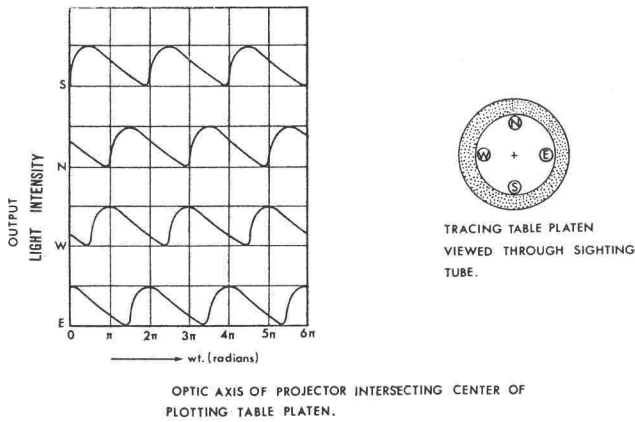 S
N
W
E
OUTPUT
LIGHT INTENSITY
0 π 2π 3π 4π 5π 6π
wt. (radians)
N
W + E
S
TRACING TABLE PLATEN
VIEWED THROUGH SIGHTING
TUBE.
OPTIC AXIS OF PROJECTOR INTERSECTING CENTER OF
PLOTTING TABLE PLATEN.